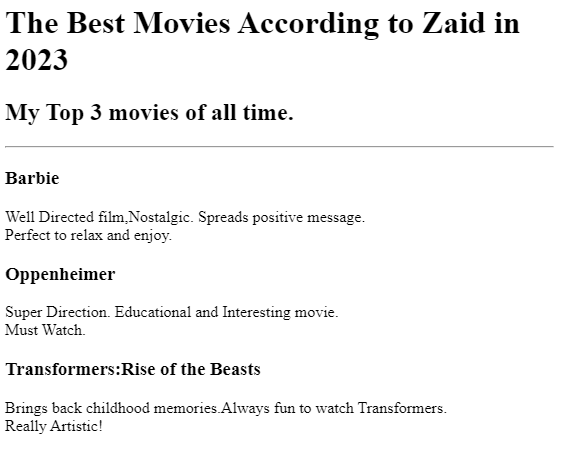 The Best Movies According to Zaid in
2023
My Top 3 movies of all time.
Barbie
Well Directed film,Nostalgic. Spreads positive message.
Perfect to relax and enjoy.
Oppenheimer
Super Direction. Educational and Interesting movie.
Must Watch.
Transformers:Rise of the Beasts
Brings back childhood memories.Always fun to watch Transformers.
Really Artistic!